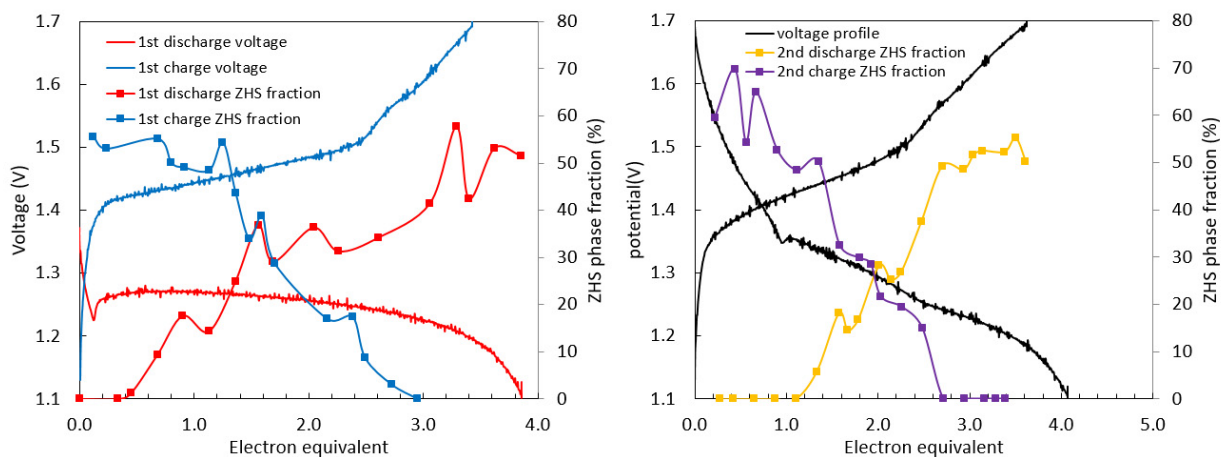 1.7
1.6
1.5
1.4
1.3
1.2
1.1
Voltage (V)
1st discharge voltage
1st charge voltage
1st discharge ZHS fraction
1st charge ZHS fraction
80
70
60
50
40
30
20
10
0
ZHS phase fraction (%)
0.0 1.0 2.0 3.0 4.0
Electron equivalent
1.7
1.6
1.5
1.4
1.3
1.2
1.1
potential(V)
voltage profile
2nd discharge ZHS fraction
2nd charge ZHS fraction
80
70
60
50
40
30
20
10
0
ZHS phase fraction (%)
0.0 1.0 2.0 3.0 4.0 5.0
Electron equivalent